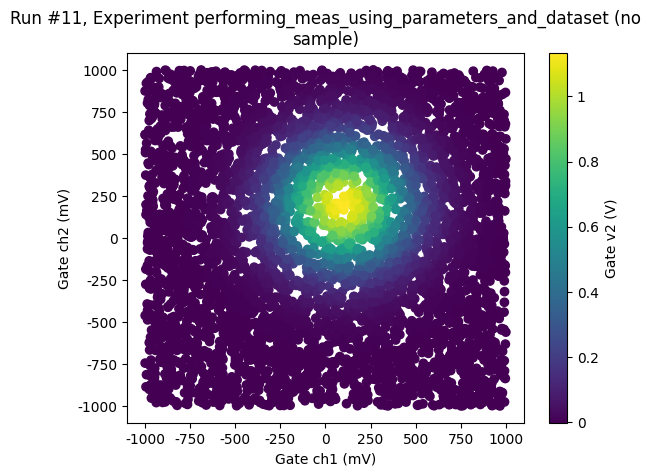 Run #11, Experiment performing_meas_using_parameters_and_dataset (no
sample)
1000
750
500
250
0
-250
-500
-750
-1000
Gate ch2 (mV)
-1000 -750 -500 -250 0 250 500 750 1000
Gate ch1 (mV)
1
0.8
0.6
0.4
0.2
0
Gate v2 (V)